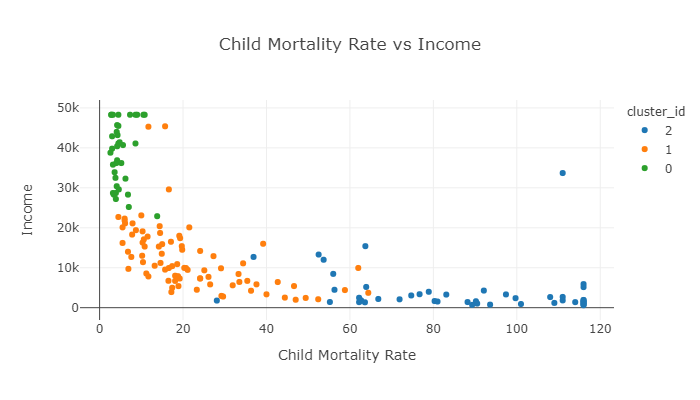 Child Mortality Rate vs Income
cluster_id
2
1
0
50k
40k
30k
20k
10k
0
Income
0
20
40
60
80
100
120
Child Mortality Rate